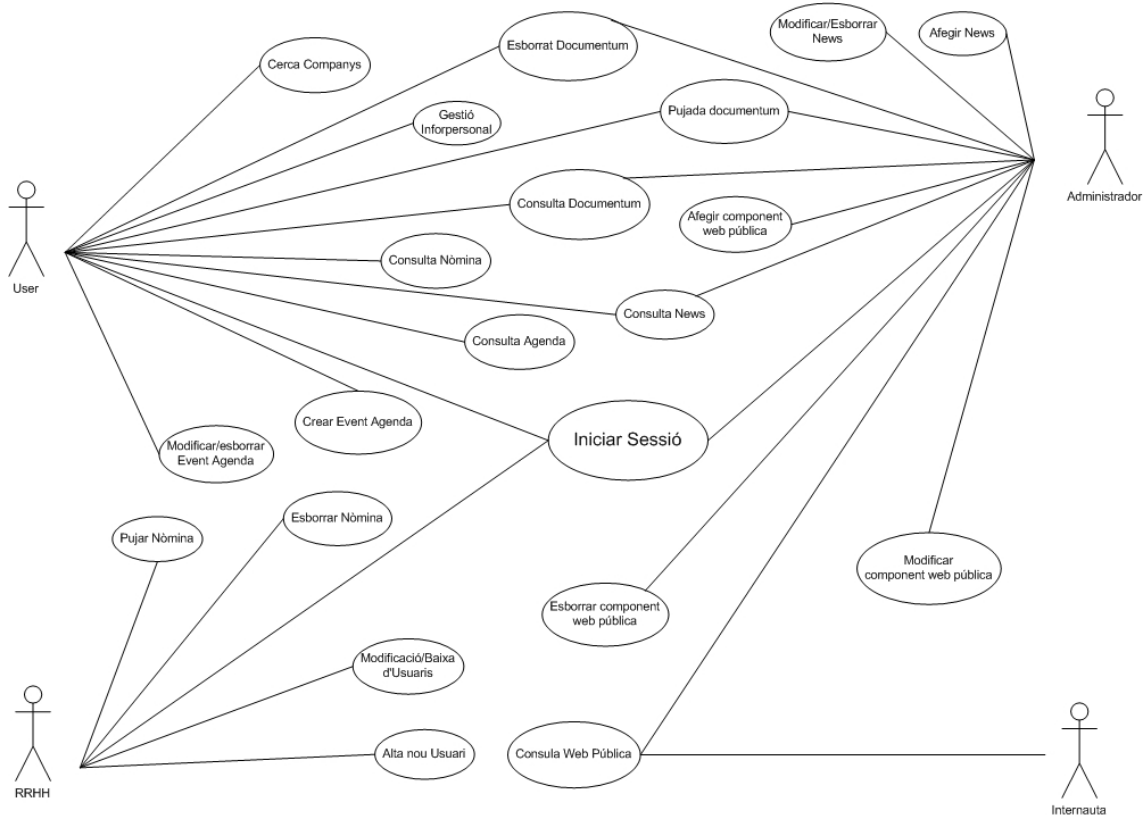 Modificar/Esborrar
News
Afegir News
Esborrat Documentum
Cerca Companys
Pujada documentum
Gestió
Inforpersonal
Administrador
Consulta Documentum
Afegir component
web pública
Consulta Nòmina
User
Consulta News
Consulta Agenda
Crear Event Agenda
Iniciar Sessió
Modificar/esborrar
Event Agenda
Esborrar Nòmina
Pujar Nòmina
Modificar
component web pública
Esborrar component
web pública
Modificació/Baixa
d'Usuaris
Alta nou Usuari
Consula Web Pública
RRHH
Internauta